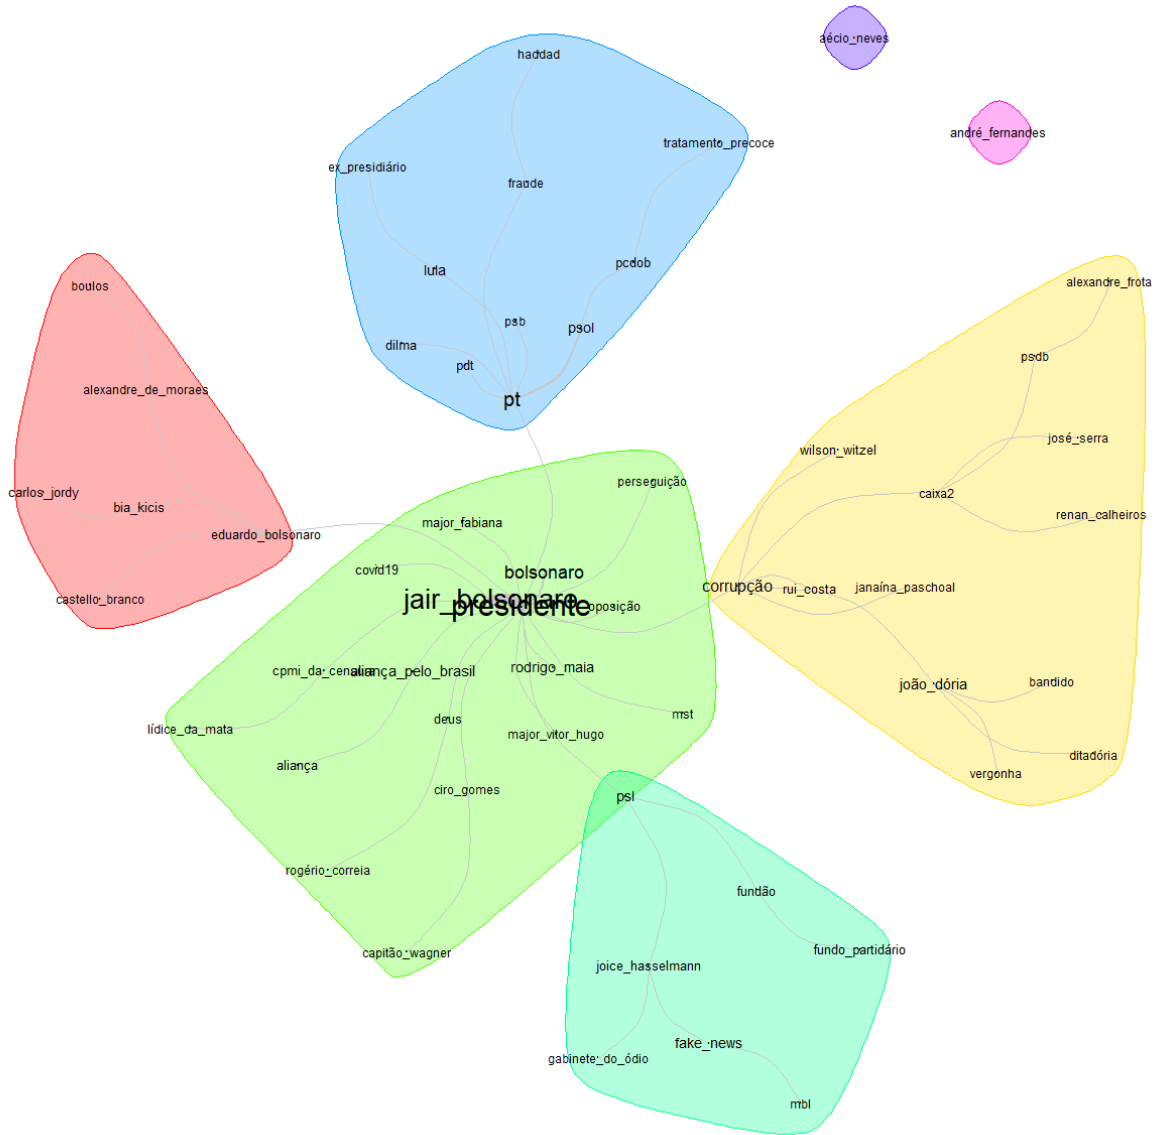 aécio_neves
haddad
andré_fernandes
tratamento_precoce
ex_presidiário
fraude
pcdob
lula
psb
psol
dilma
pdt
pt
boulos
alexandre_de_moraes
carlos_jordy
bia_kicis
eduardo_bolsonaro
castello_branco
alexandre_frota
psdb
josé_serra
wilson_witzel
caixa2
renan_calheiros
corrupção
rui_costa
janaína_paschoal
joão_dória
bandido
ditadória
vergonha
perseguição
major_fabiana
covid19
bolsonaro
jair_bolsonaro
presidente
oposição
cpmi_da_censura
aliança_pelo_brasil
rodrigo_maia
deus
mst
lídice_da_mata
major_vitor_hugo
aliança
ciro_gomes
rogério_correia
capitão_wagner
psl
fundão
fundo_partidário
joice_hasselmann
fake_news
gabinete_do_ódio
mbl